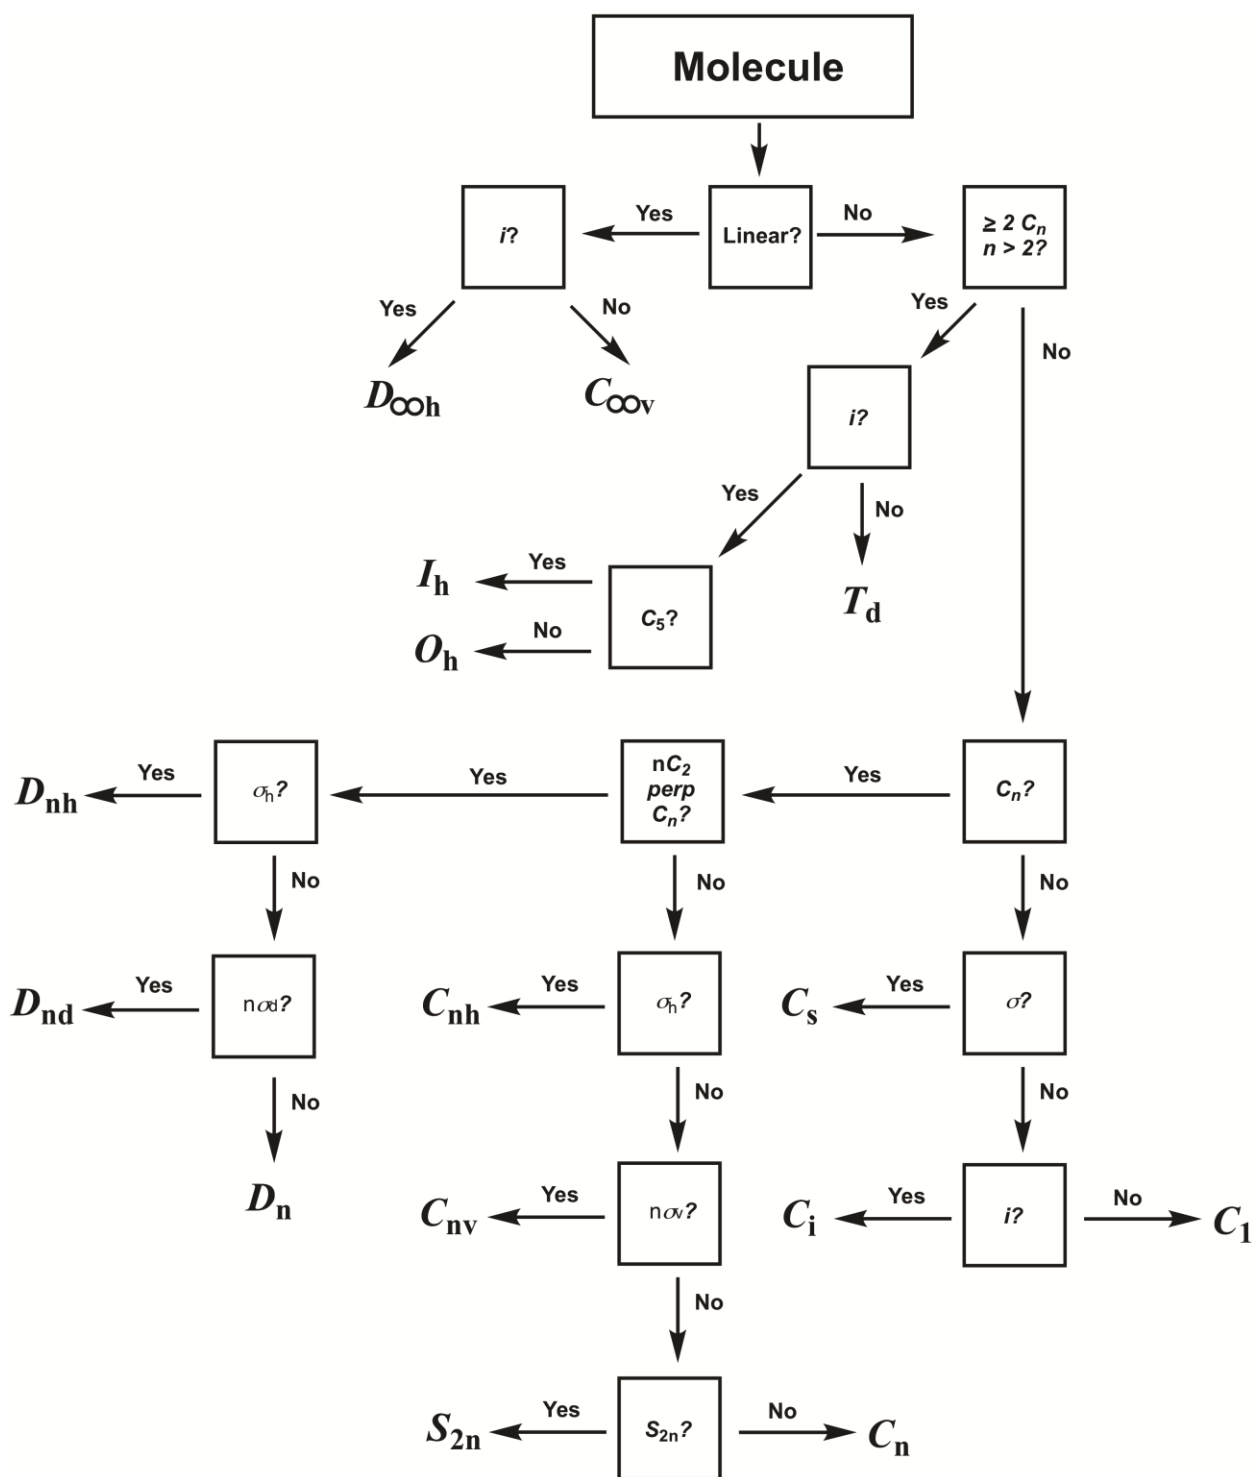 Molecule
i?
Yes
Linear?
No
≥ 2 Cn
n > 2?
Yes
No
Yes
No
D∞h
C∞v
i?
Yes
No
Ih
Yes
C5?
Td
Oh
No
Dnh
Yes
σh?
Yes
nC2
perp
Cn?
Yes
Cn?
No
No
No
Dnd
Yes
nσd?
Cnh
Yes
σh?
Cs
Yes
σ?
No
No
No
Dn
Cnv
Yes
nσv?
Ci
Yes
i?
No
C1
No
S2n
Yes
S2n?
No
Cn